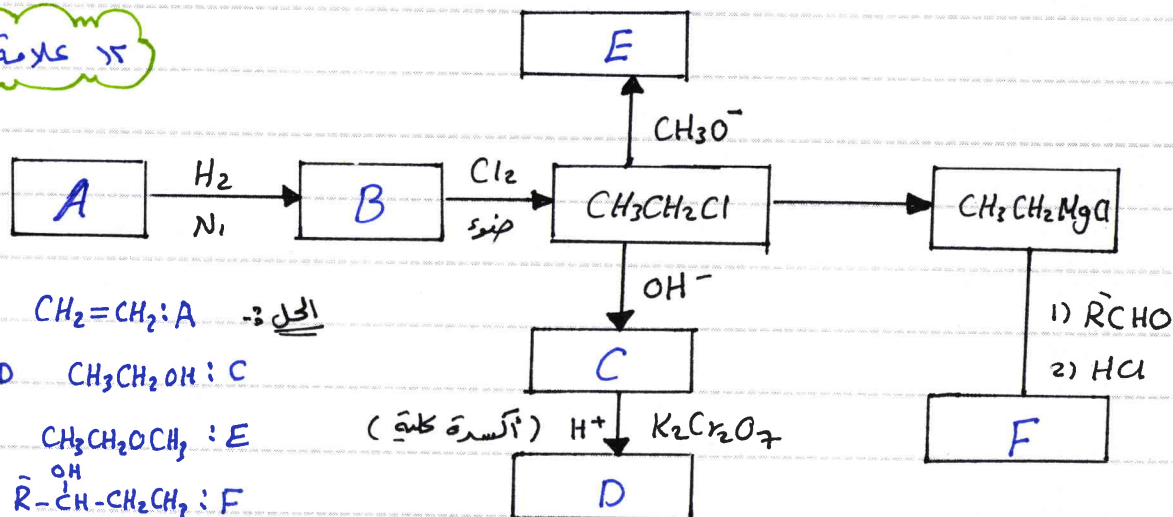 ١٢ علامة
E
CH3O⁻
A
H2
Ni
B
Cl2
ضوء
CH3CH2Cl
CH3CH2MgCl
OH⁻
1) R̄CHO
2) HCl
الحل :-
CH2=CH2 : A
D
CH3CH2OH : C
C
CH3CH2OCH3 : E
(أكسدة كلية) H+ K2Cr2O7
F
OH
R̄-CH-CH2CH3 : F
D